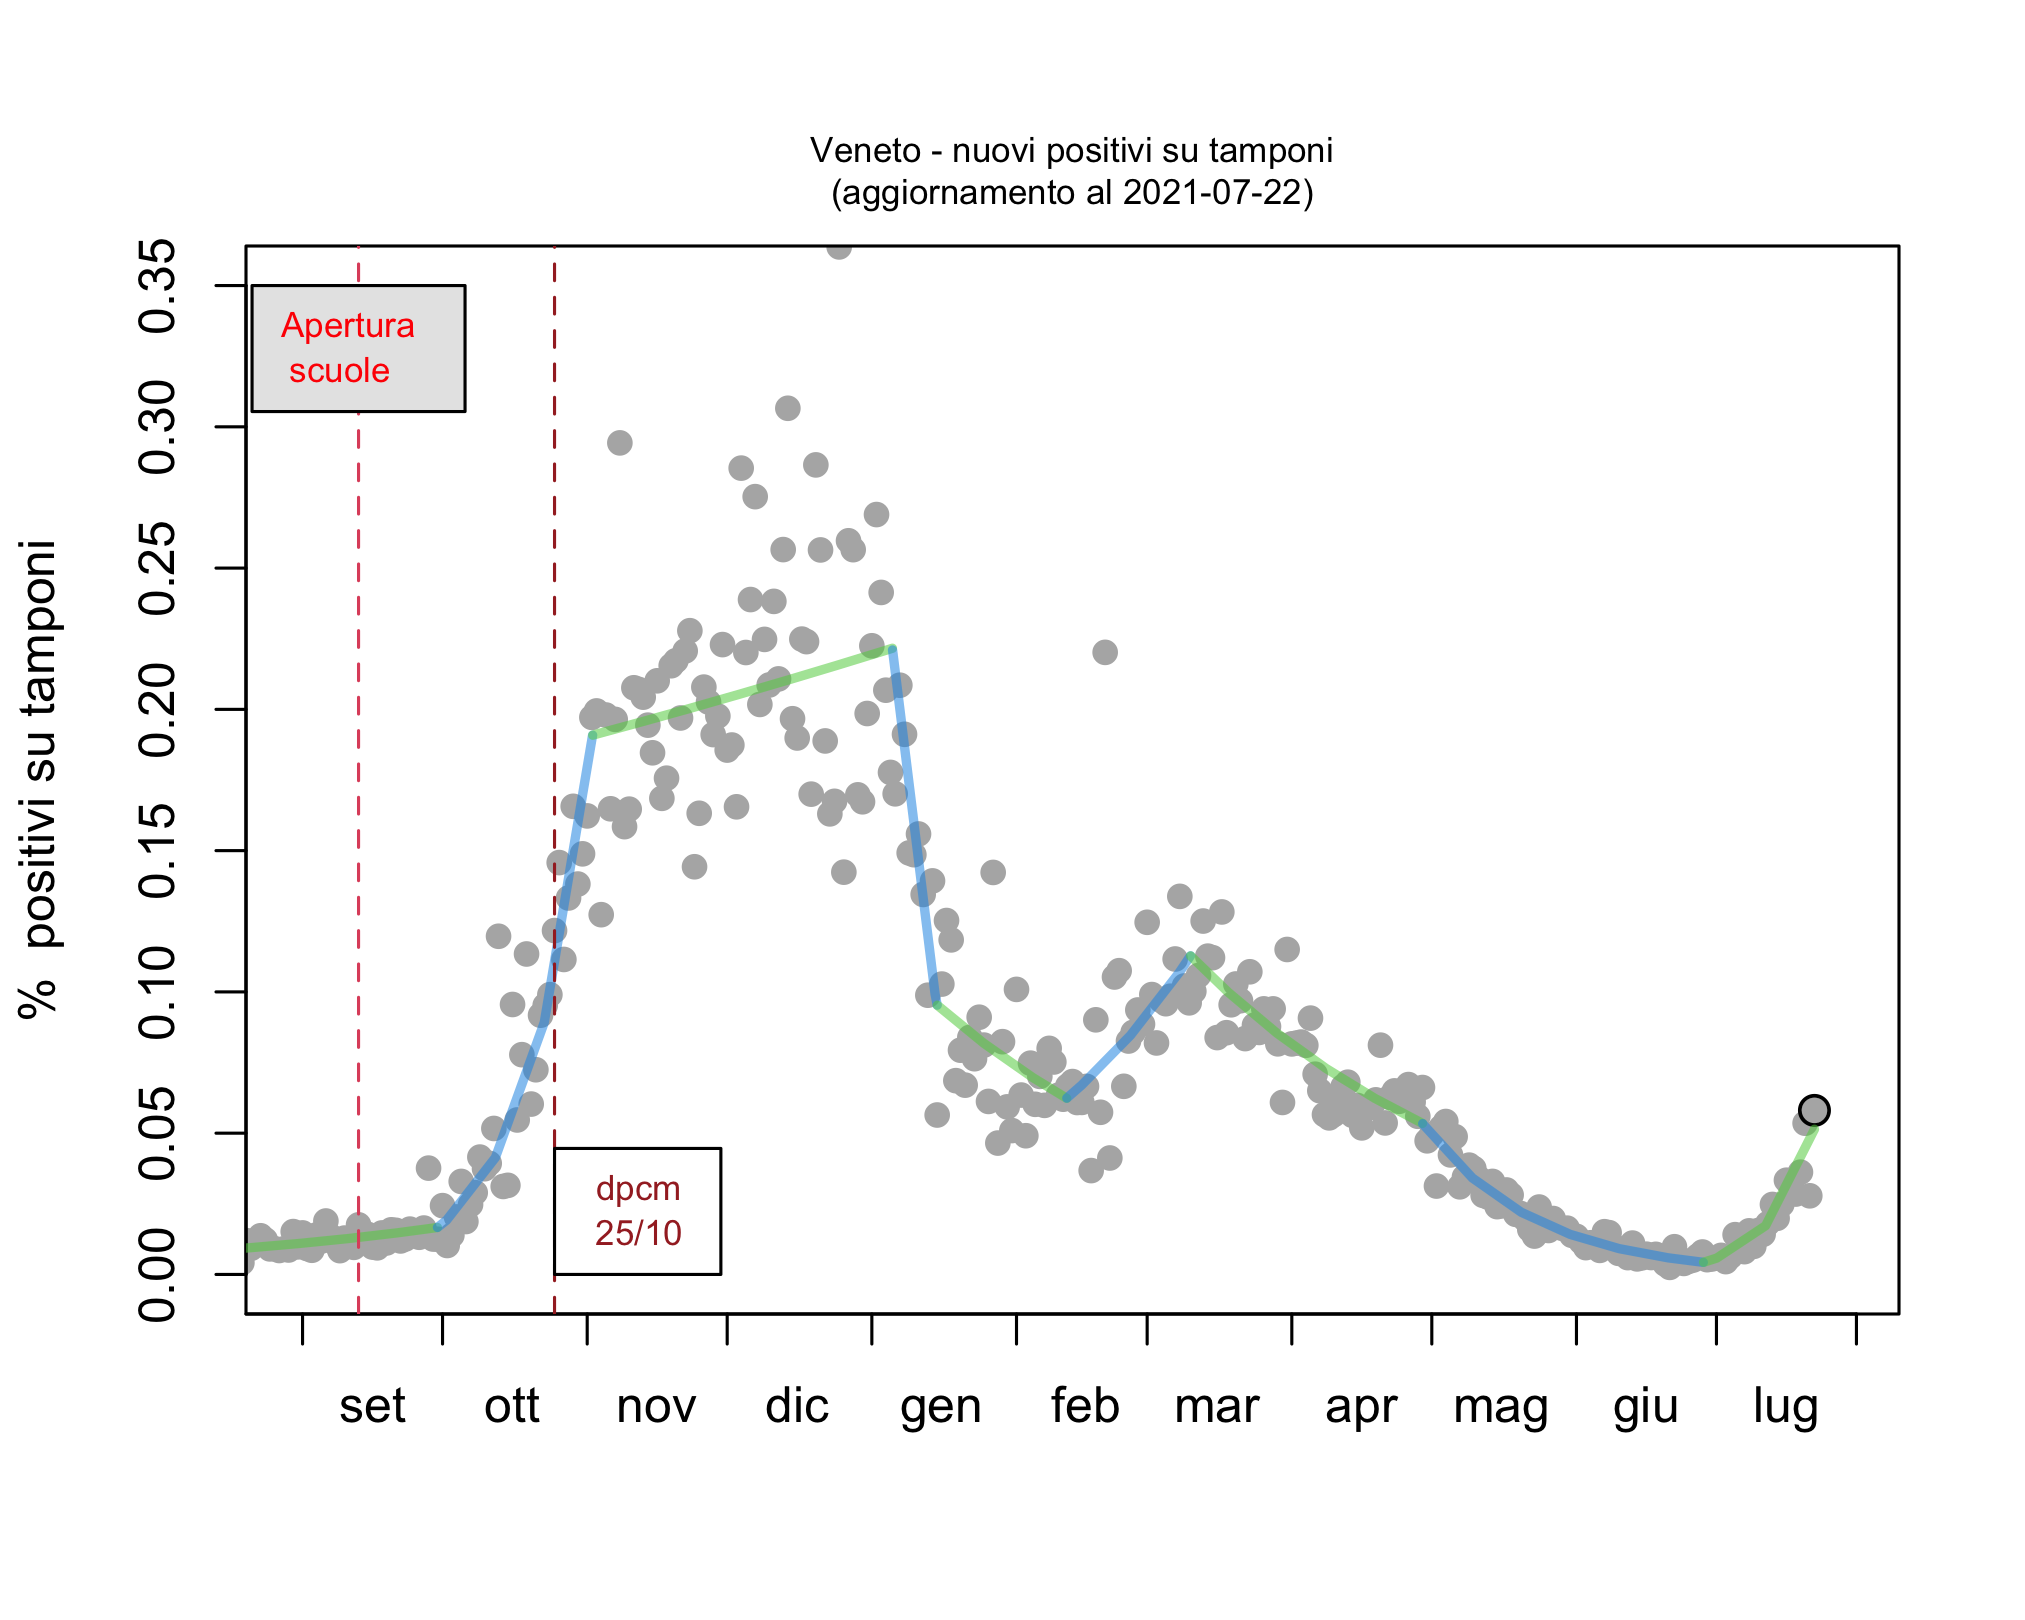 Veneto - nuovi positivi su tamponi
(aggiornamento al 2021-07-22)
% positivi su tamponi
0.35
0.30
0.25
0.20
0.15
0.10
0.05
0.00
Apertura
scuole
dpcm
25/10
set ott nov dic gen feb mar apr mag giu lug